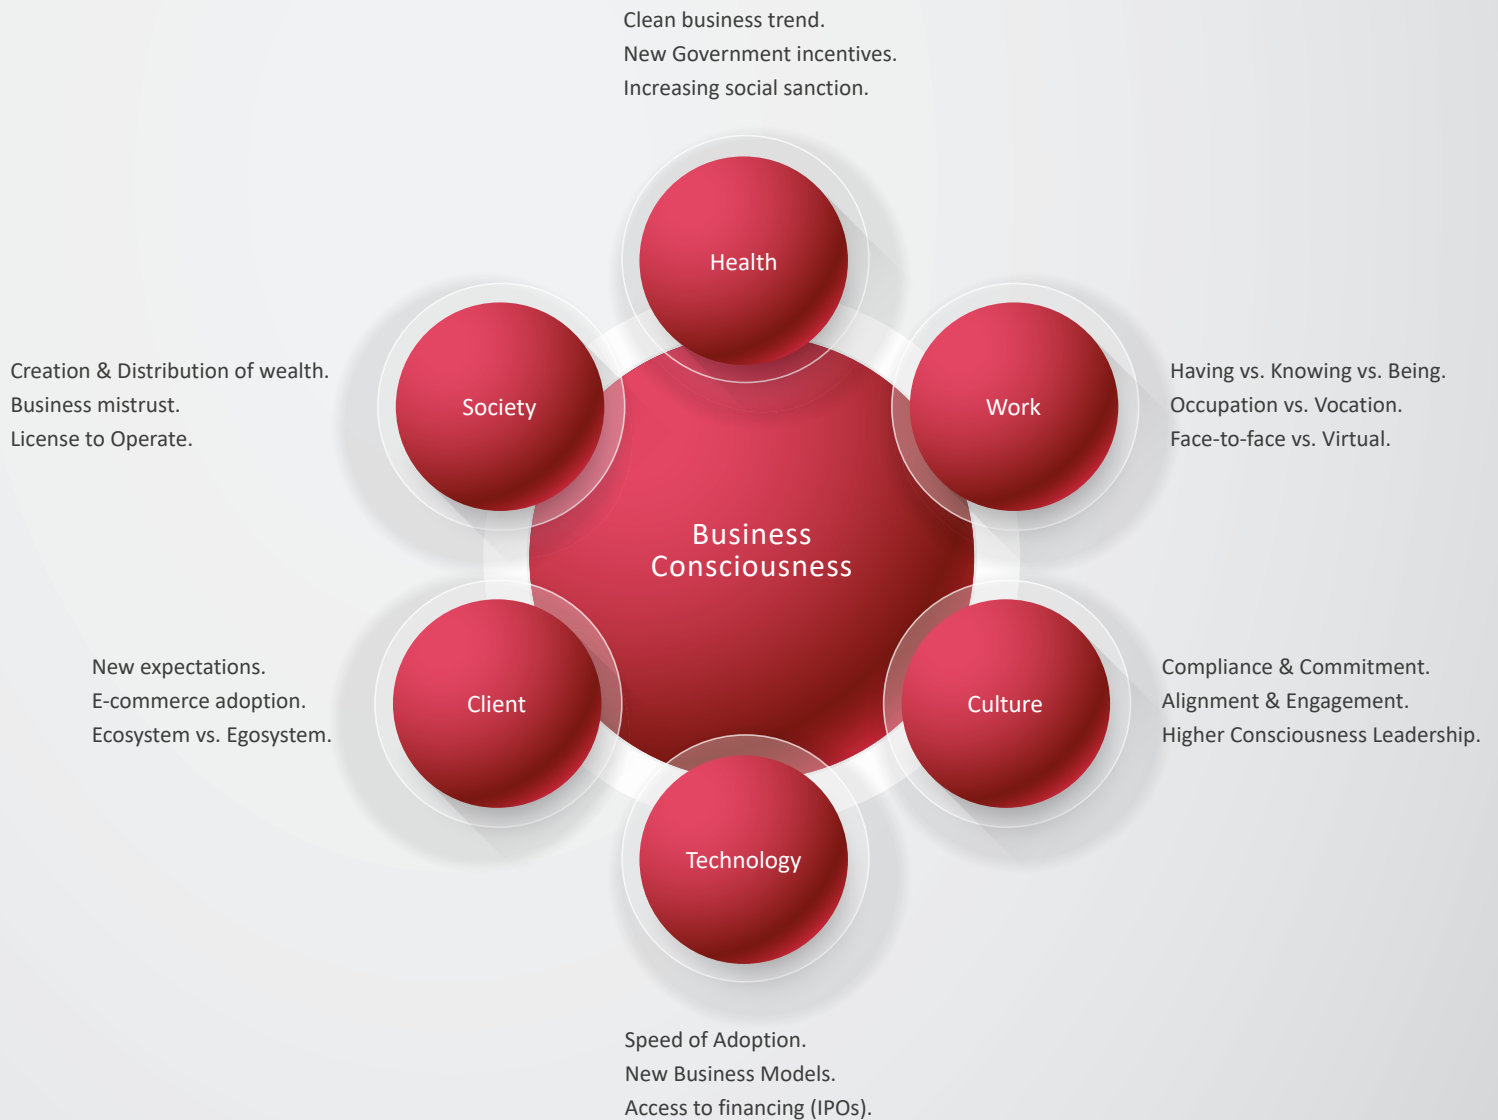 Clean business trend.
New Government incentives.
Increasing social sanction.
Health
Creation & Distribution of wealth.
Business mistrust.
License to Operate.
Society
Work
Having vs. Knowing vs. Being.
Occupation vs. Vocation.
Face-to-face vs. Virtual.
Business
Consciousness
New expectations.
E-commerce adoption.
Ecosystem vs. Egosystem.
Client
Culture
Compliance & Commitment.
Alignment & Engagement.
Higher Consciousness Leadership.
Technology
Speed of Adoption.
New Business Models.
Access to financing (IPOs).